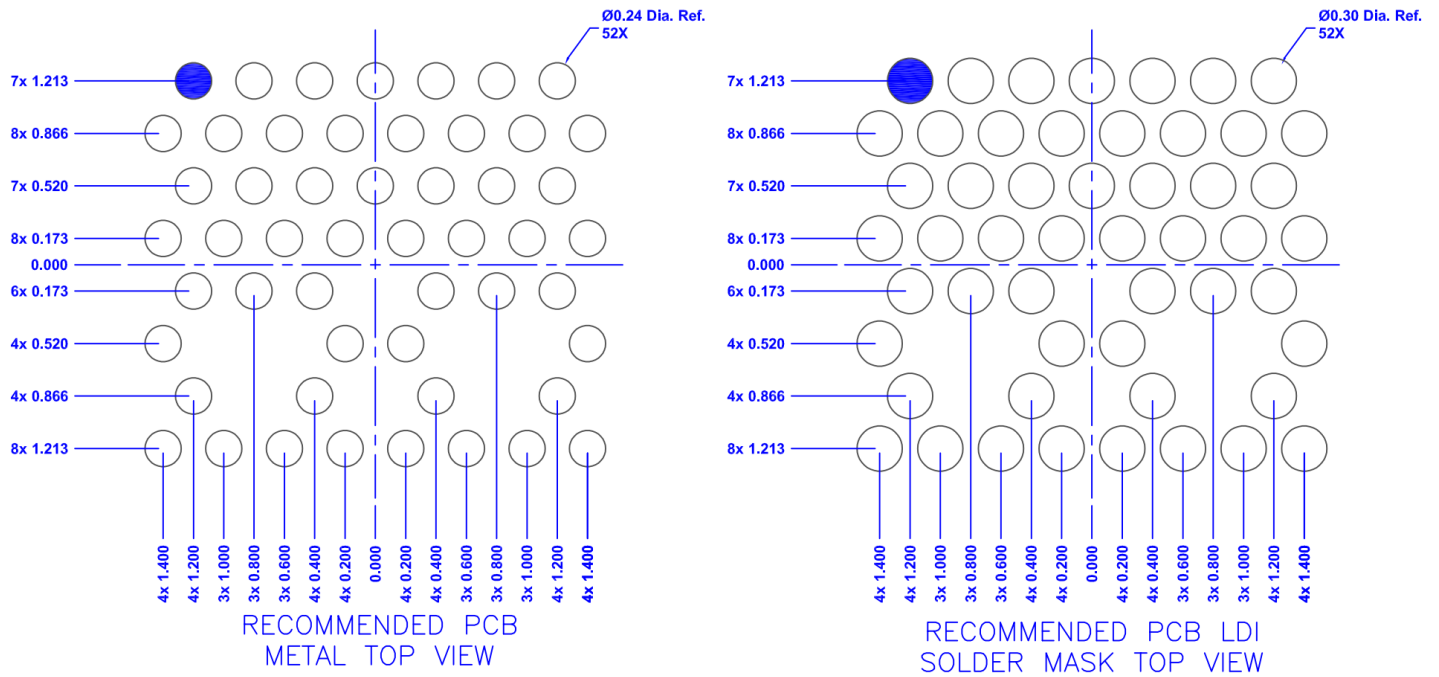 Ø0.24 Dia. Ref.
52X
7x 1.213
8x 0.866
7x 0.520
8x 0.173
0.000
6x 0.173
4x 0.520
4x 0.866
8x 1.213
4x 1.400
4x 1.200
3x 1.000
3x 0.800
3x 0.600
4x 0.400
4x 0.200
0.000
4x 0.200
3x 0.600
4x 0.400
3x 0.800
3x 1.000
4x 1.200
4x 1.400
RECOMMENDED PCB
METAL TOP VIEW
Ø0.30 Dia. Ref.
52X
7x 1.213
8x 0.866
7x 0.520
8x 0.173
0.000
6x 0.173
4x 0.520
4x 0.866
8x 1.213
4x 1.400
4x 1.200
3x 1.000
3x 0.800
3x 0.600
4x 0.400
4x 0.200
0.000
4x 0.200
4x 0.400
3x 0.600
3x 0.800
3x 1.000
4x 1.200
4x 1.400
RECOMMENDED PCB LDI
SOLDER MASK TOP VIEW